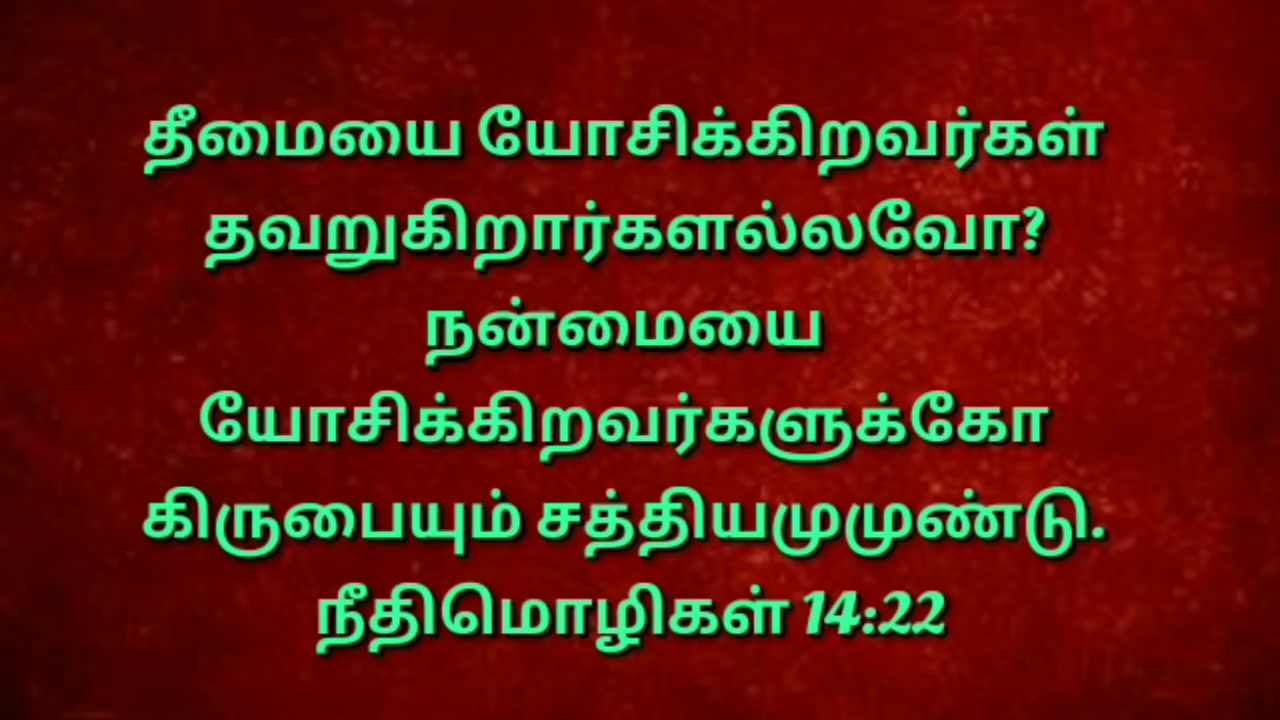 தீமையை யோசிக்கிறவர்கள்
தவறுகிறார்களல்லவோ?
நன்மையை
யோசிக்கிறவர்களுக்கோ
கிருபையும் சத்தியமுமுண்டு.
நீதிமொழிகள் 14:22